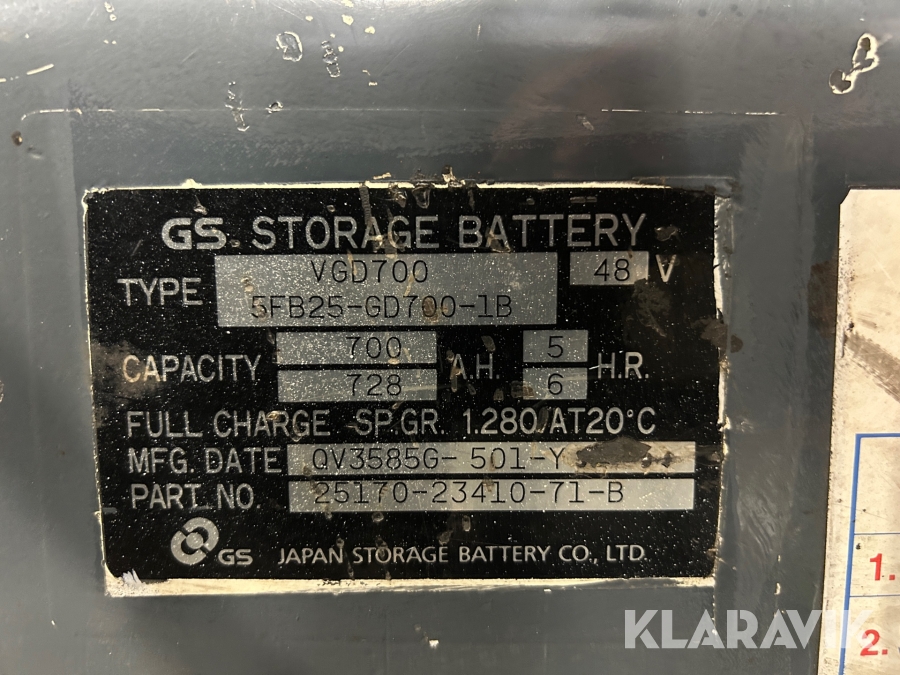 GS STORAGE BATTERY
TYPE VGD700 48 V
5FB25-GD700-1B
CAPACITY 700 A.H. 5 H.R.
728 6
FULL CHARGE SP.GR. 1.280/AT20°C
MFG. DATE QV3585G-501-Y
PART. NO. 25170-23410-71-B
GS JAPAN STORAGE BATTERY CO., LTD.
1.
2.
KLARAVIK